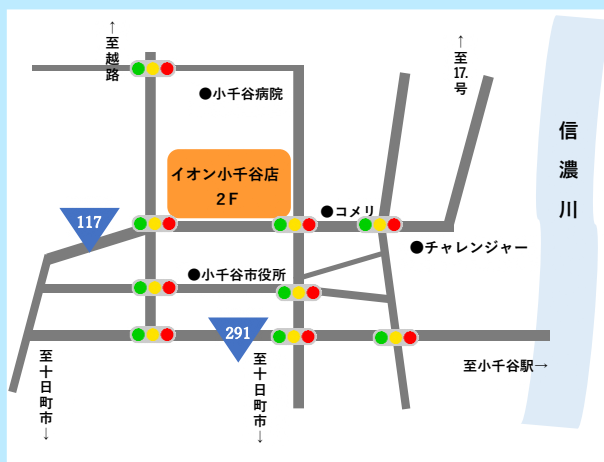 ↑至越路
↑至17.号
●小千谷病院
信濃川
イオン小千谷店
2F
●コメリ
117
●チャレンジャー
●小千谷市役所
291
至十日町市↓
至十日町市↓
至小千谷駅→